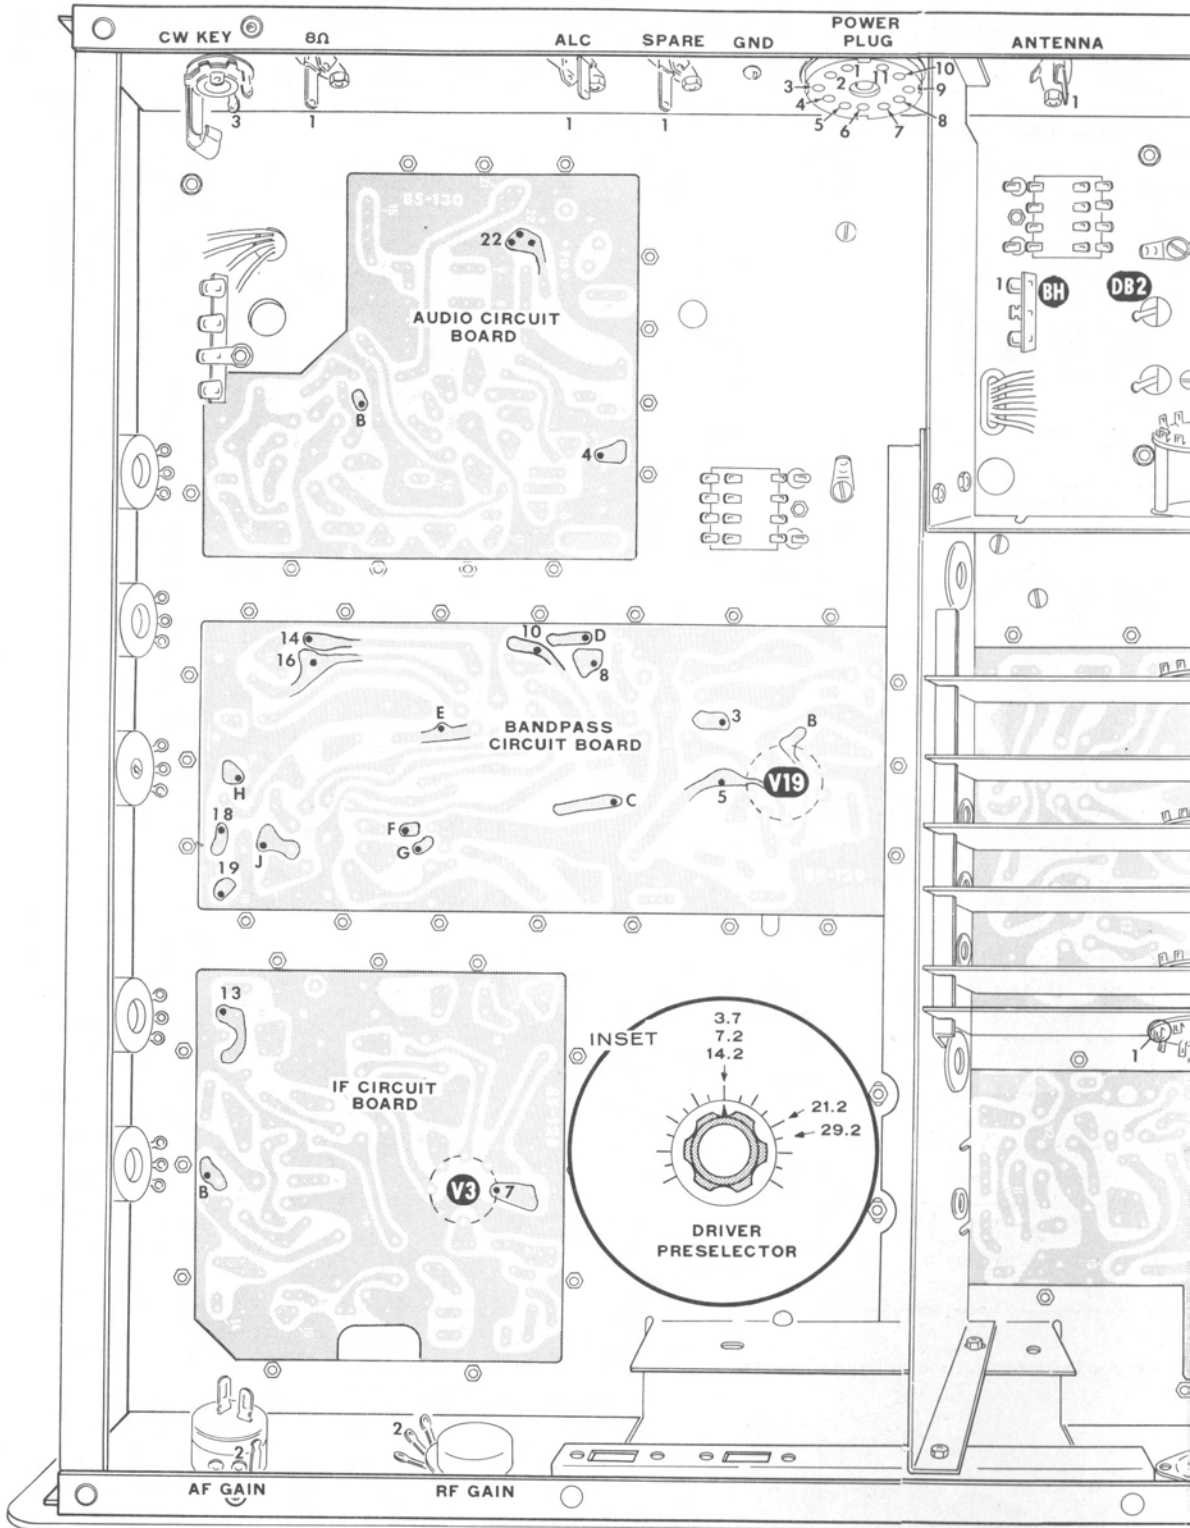 CW KEY 8Ω ALC SPARE GND POWER PLUG ANTENNA
3 1 1 1
1 11 10
3 2 9
4 8
5 6 7
1
85-130
22
AUDIO CIRCUIT
BOARD
B
4
1 BH DB2
14 10 D
16 8
E
BANDPASS
CIRCUIT BOARD
3 B
H
5 V19
C
18 F
J G
19
13
IF CIRCUIT
BOARD
B
V3 7
INSET
3.7
7.2
14.2
21.2
29.2
DRIVER
PRESELECTOR
1
2
2
AF GAIN RF GAIN